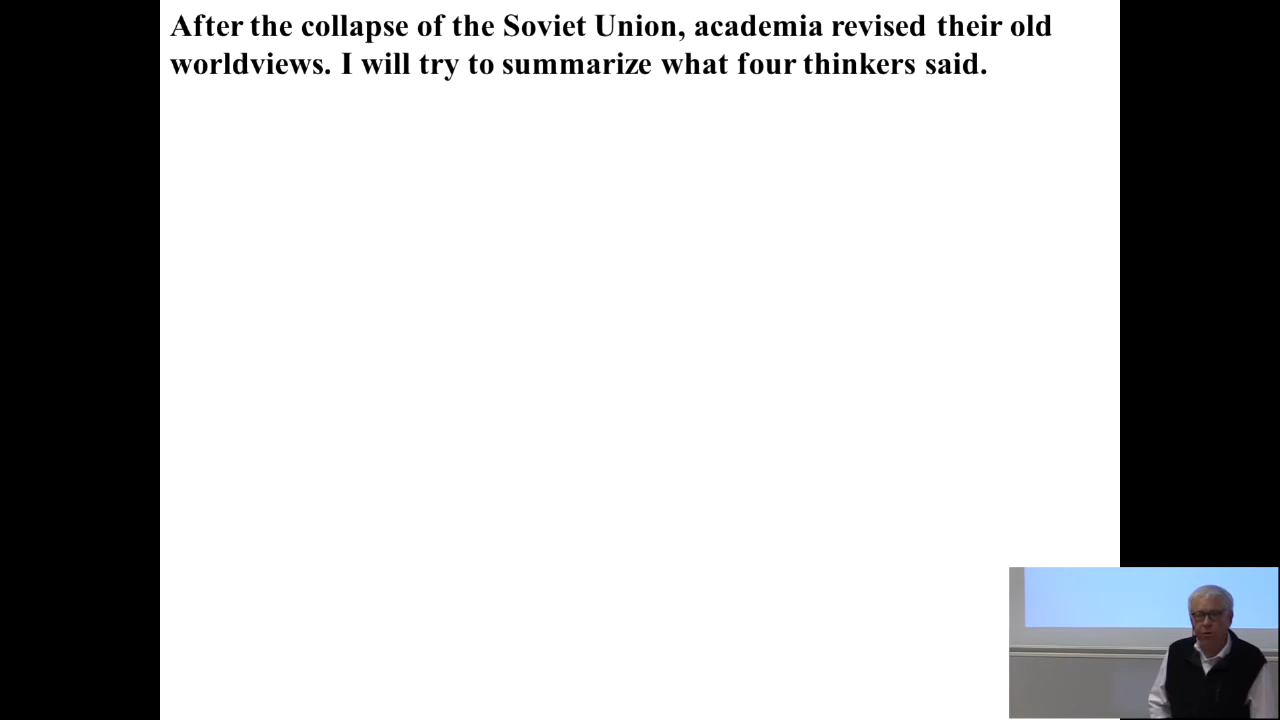 After the collapse of the Soviet Union, academia revised their old
worldviews. I will try to summarize what four thinkers said.